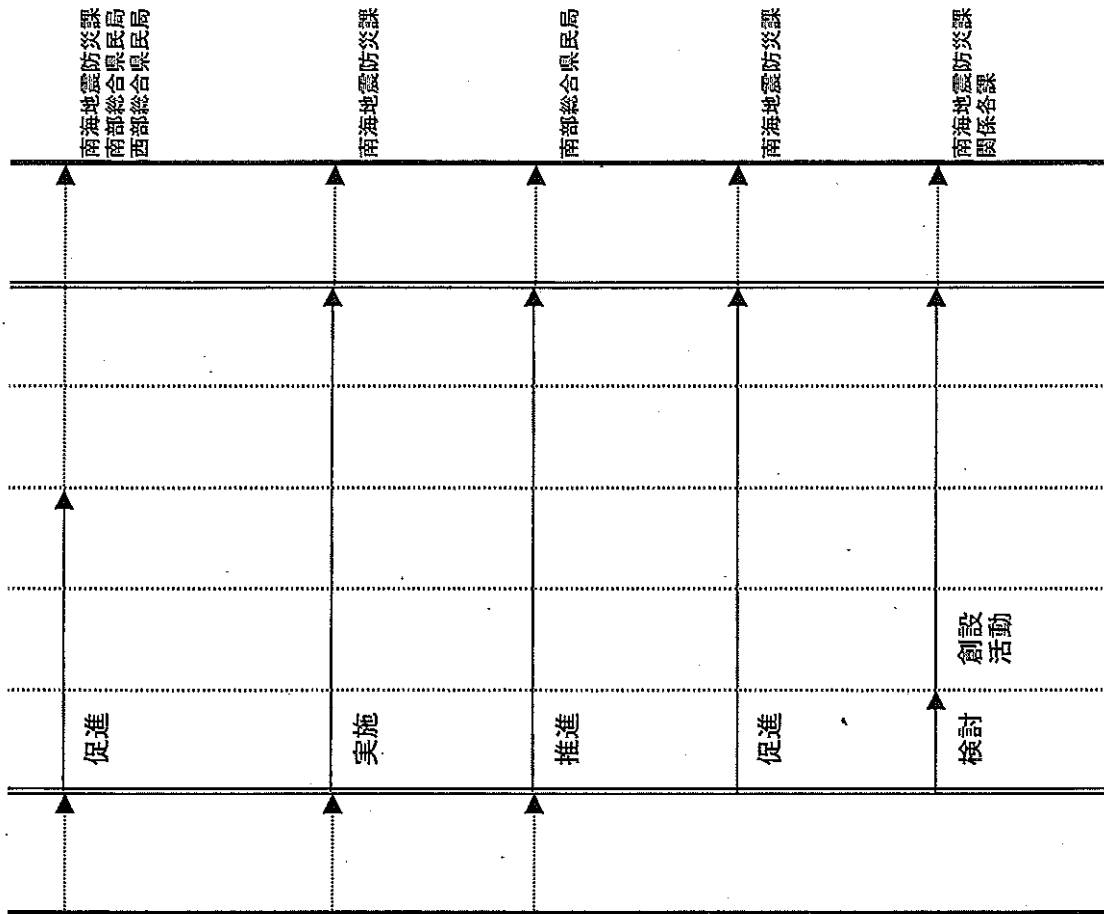 促進
南海地震防災課
南部総合県民局
西部総合県民局
実施
南海地震防災課
推進
南部総合県民局
促進
南海地震防災課
検討
創設
活動
南海地震防災課
関係各課